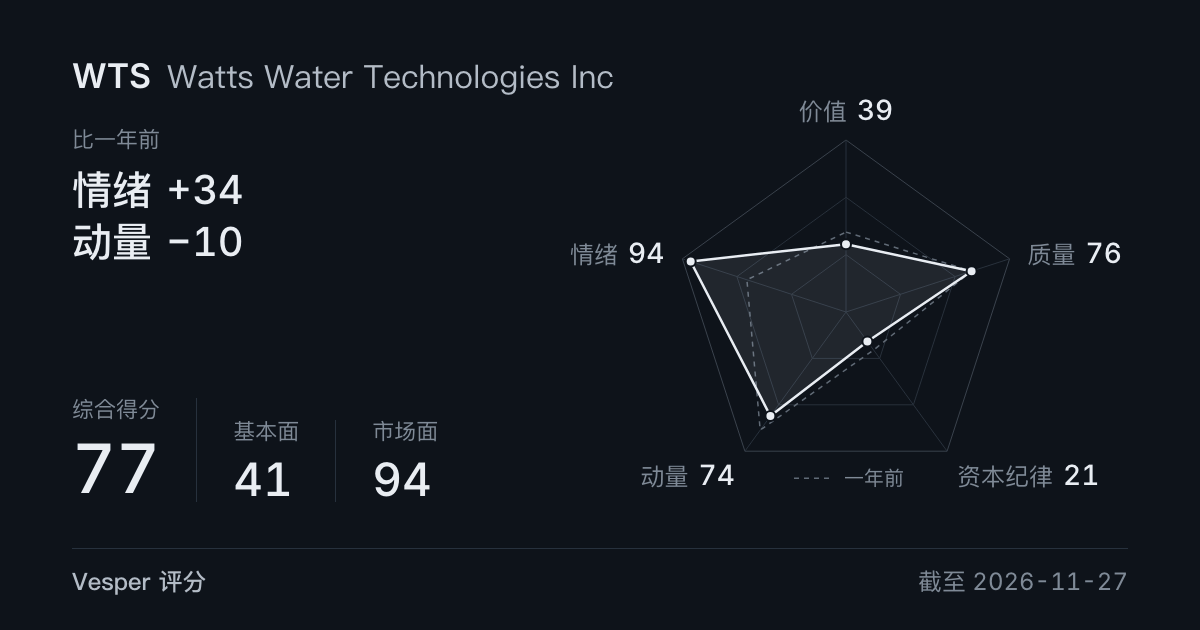 WTS Watts Water Technologies Inc
比一年前
情绪 +34
动量 −10
价值 39
情绪 94
质量 76
动量 74
---- 一年前
资本纪律 21
综合得分
77
基本面
41
市场面
94
Vesper 评分
截至 2026-11-27